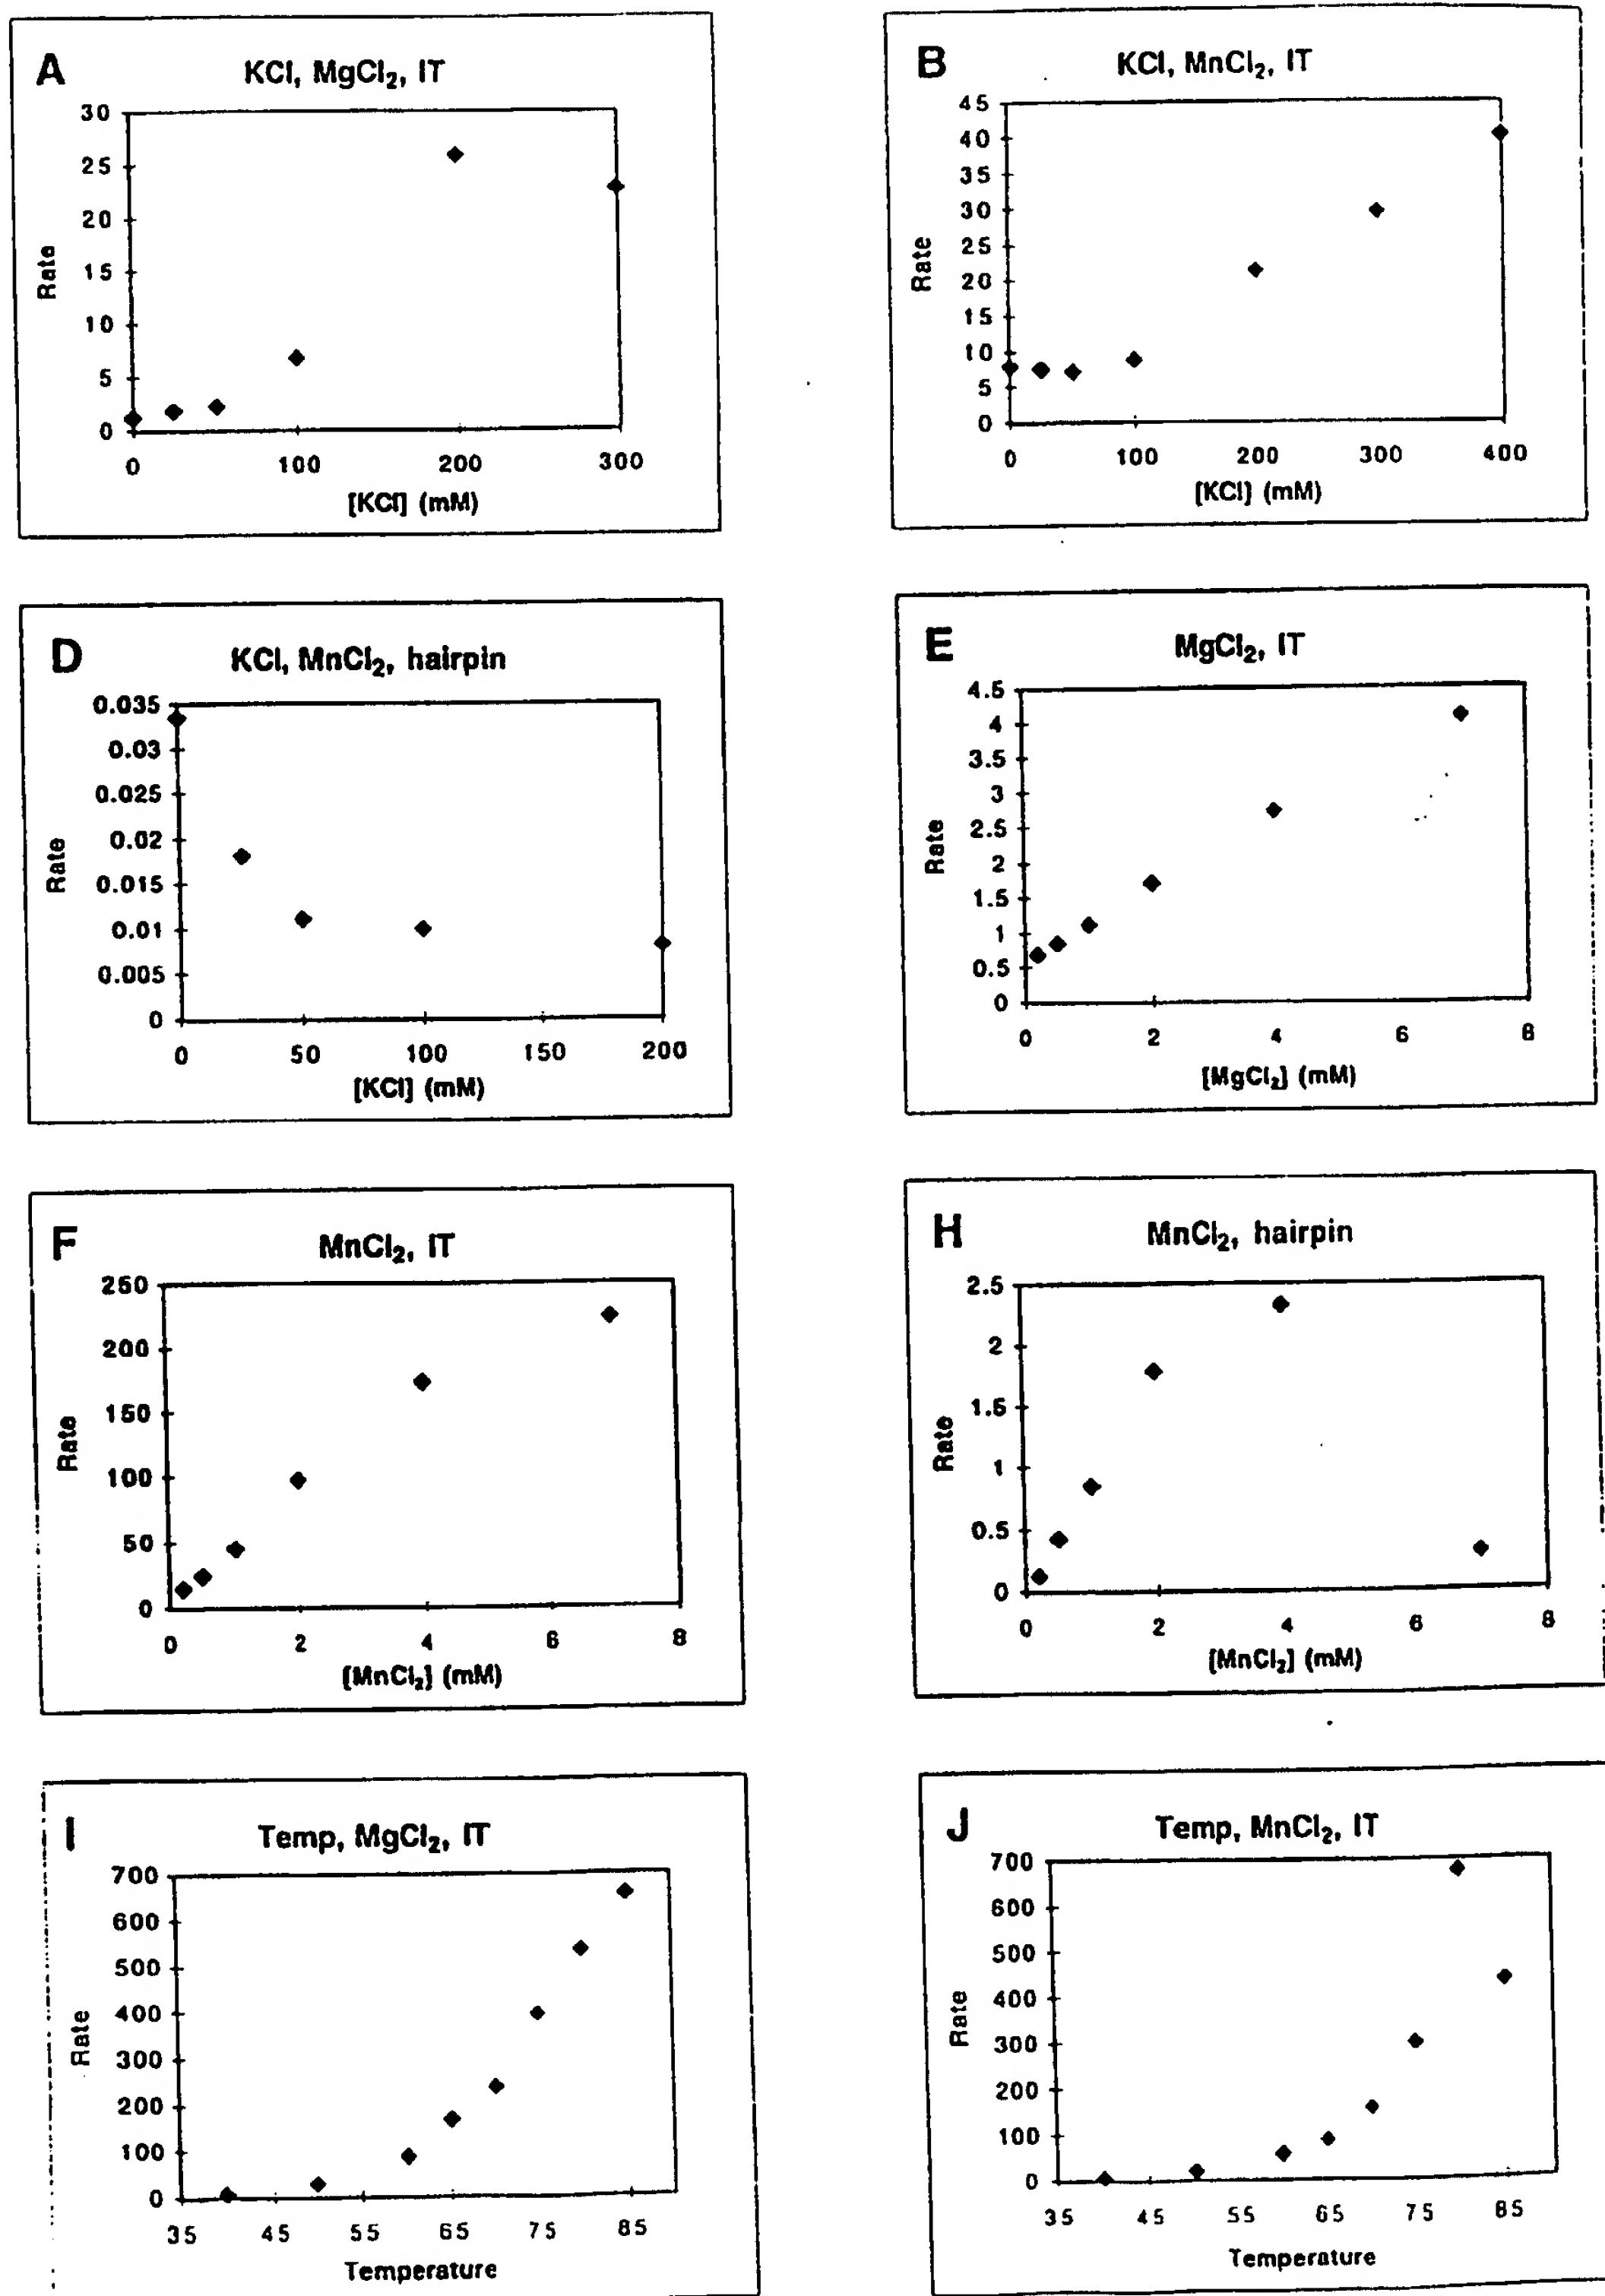 A KCl, MgCl₂, IT
30
25
20
15
10
5
0
Rate
0 100 200 300
[KCl] (mM)
B KCl, MnCl₂, IT
45
40
35
30
25
20
15
10
5
0
Rate
0 100 200 300 400
[KCl] (mM)
D KCl, MnCl₂, hairpin
0.035
0.03
0.025
0.02
0.015
0.01
0.005
0
Rate
0 50 100 150 200
[KCl] (mM)
E MgCl₂, IT
4.5
4
3.5
3
2.5
2
1.5
1
0.5
0
Rate
0 2 4 6 8
[MgCl₂] (mM)
F MnCl₂, IT
250
200
150
100
50
0
Rate
0 2 4 6 8
[MnCl₂] (mM)
H MnCl₂, hairpin
2.5
2
1.5
1
0.5
0
Rate
0 2 4 6 8
[MnCl₂] (mM)
I Temp, MgCl₂, IT
700
600
500
400
300
200
100
0
Rate
35 45 55 65 75 85
Temperature
J Temp, MnCl₂, IT
700
600
500
400
300
200
100
0
Rate
35 45 55 65 75 85
Temperature